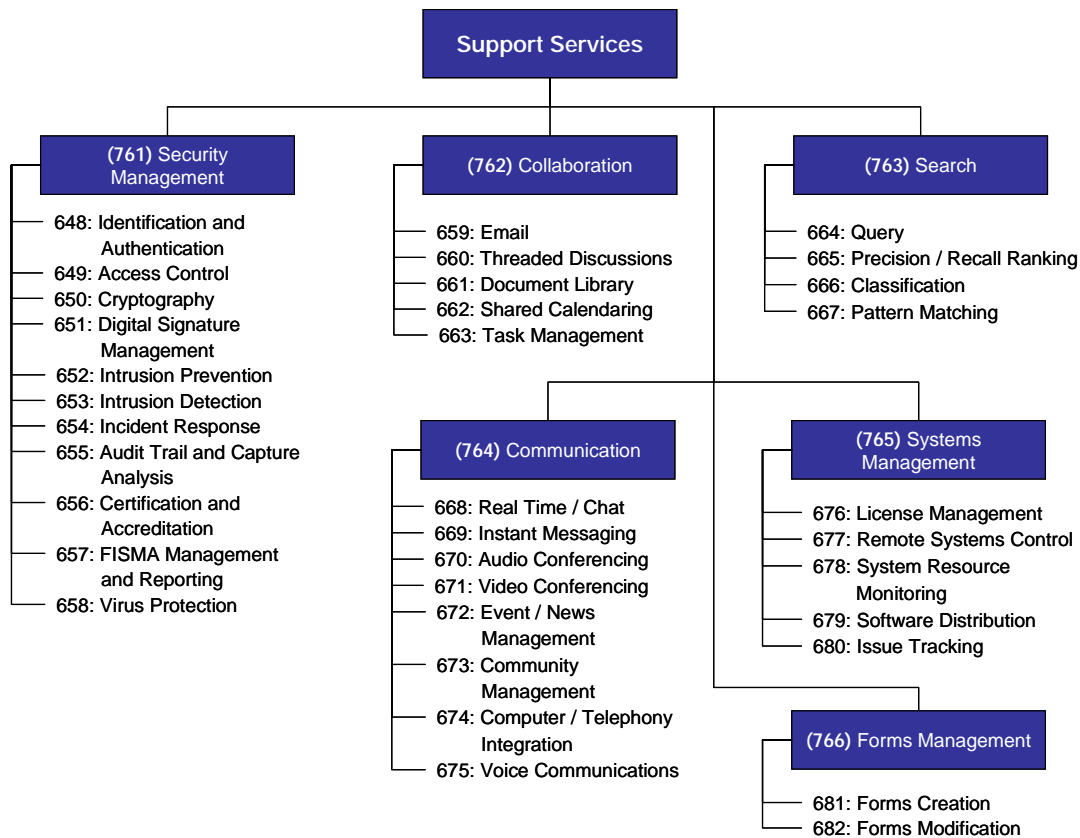 Support Services
(761) Security
Management
648: Identification and
Authentication
649: Access Control
650: Cryptography
651: Digital Signature
Management
652: Intrusion Prevention
653: Intrusion Detection
654: Incident Response
655: Audit Trail and Capture
Analysis
656: Certification and
Accreditation
657: FISMA Management
and Reporting
658: Virus Protection
(762) Collaboration
659: Email
660: Threaded Discussions
661: Document Library
662: Shared Calendaring
663: Task Management
(763) Search
664: Query
665: Precision / Recall Ranking
666: Classification
667: Pattern Matching
(764) Communication
668: Real Time / Chat
669: Instant Messaging
670: Audio Conferencing
671: Video Conferencing
672: Event / News
Management
673: Community
Management
674: Computer / Telephony
Integration
675: Voice Communications
(765) Systems
Management
676: License Management
677: Remote Systems Control
678: System Resource
Monitoring
679: Software Distribution
680: Issue Tracking
(766) Forms Management
681: Forms Creation
682: Forms Modification